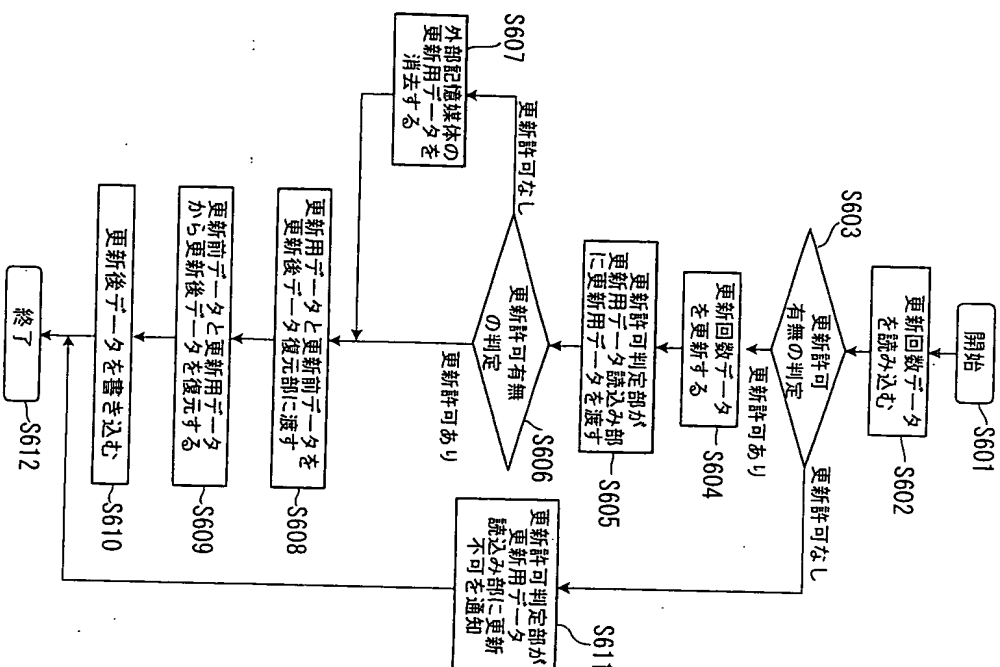 開始
S601
更新回数データ
を読み込む
S602
更新許可
有無の判定
S603
更新許可あり
更新許可なし
更新回数データ
を更新する
S604
更新許可判定部が
更新用データ読込み部
に更新用データを渡す
S605
更新許可有無
の判定
S606
更新許可なし
更新許可あり
外部記憶媒体の
更新用データを
消去する
S607
更新用データと更新前データを
更新後データ復元部に渡す
S608
更新前データと更新用データ
から更新後データを復元する
S609
更新後データを書き込む
S610
更新許可判定部が
更新用データ
読込み部に更新
不可を通知
S611
終了
S612